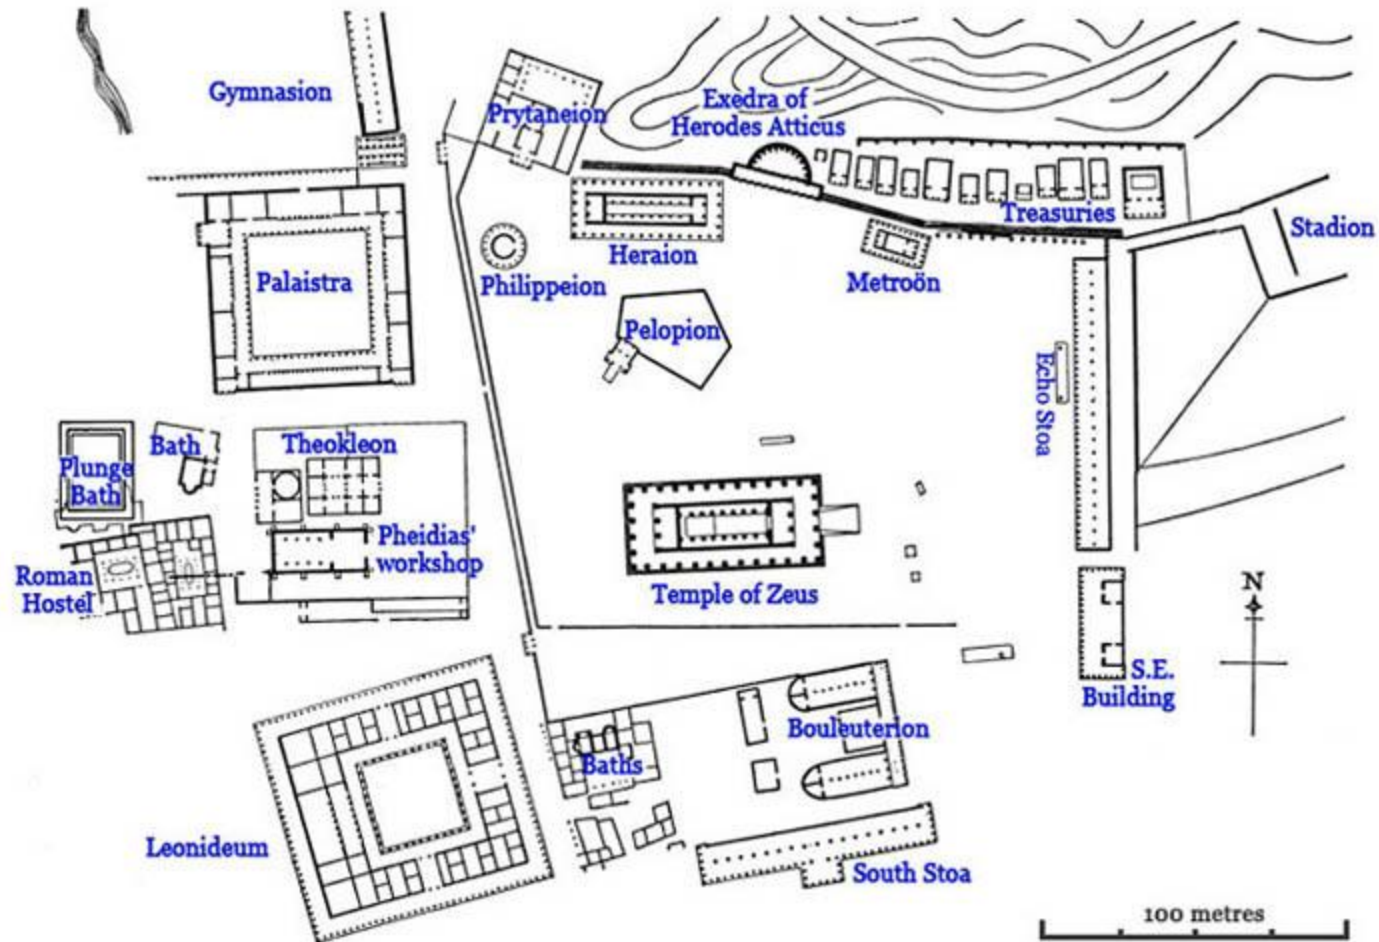 Gymnasion
Prytaneion
Exedra of
Herodes Atticus
Treasuries
Stadion
Palaistra
Philippeion
Heraion
Metroön
Pelopion
Echo Stoa
Plunge
Bath
Bath
Theokleon
Pheidias'
workshop
Roman
Hostel
Temple of Zeus
N
S.E.
Building
Bouleuterion
Baths
Leonideum
South Stoa
100 metres